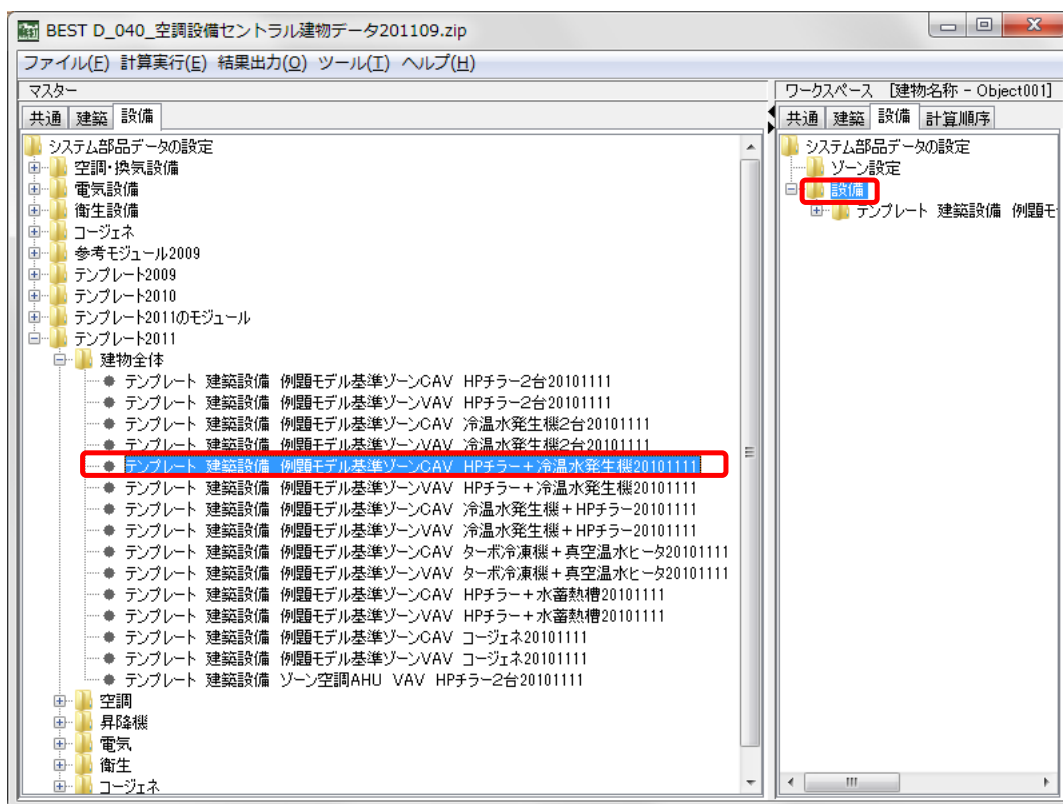 BEST D_040_空調設備セントラル建物データ201109.zip
ファイル(F) 計算実行(E) 結果出力(O) ツール(T) ヘルプ(H)
マスター
共通 建築 設備
システム部品データの設定
空調・換気設備
電気設備
衛生設備
コージェネ
参考モジュール2009
テンプレート2009
テンプレート2010
テンプレート2011のモジュール
テンプレート2011
建物全体
テンプレート 建築設備 例題モデル基準ゾーンCAV HPチラー2台20101111
テンプレート 建築設備 例題モデル基準ゾーンVAV HPチラー2台20101111
テンプレート 建築設備 例題モデル基準ゾーンCAV 冷温水発生機2台20101111
テンプレート 建築設備 例題モデル基準ゾーンVAV 冷温水発生機2台20101111
テンプレート 建築設備 例題モデル基準ゾーンCAV HPチラー+冷温水発生機20101111
テンプレート 建築設備 例題モデル基準ゾーンVAV HPチラー+冷温水発生機20101111
テンプレート 建築設備 例題モデル基準ゾーンCAV 冷温水発生機+HPチラー20101111
テンプレート 建築設備 例題モデル基準ゾーンVAV 冷温水発生機+HPチラー20101111
テンプレート 建築設備 例題モデル基準ゾーンCAV ターボ冷凍機+真空温水ヒータ20101111
テンプレート 建築設備 例題モデル基準ゾーンVAV ターボ冷凍機+真空温水ヒータ20101111
テンプレート 建築設備 例題モデル基準ゾーンCAV HPチラー+水蓄熱槽20101111
テンプレート 建築設備 例題モデル基準ゾーンVAV HPチラー+水蓄熱槽20101111
テンプレート 建築設備 例題モデル基準ゾーンCAV コージェネ20101111
テンプレート 建築設備 例題モデル基準ゾーンVAV コージェネ20101111
テンプレート 建築設備 ゾーン空調AHU VAV HPチラー2台20101111
空調
昇降機
電気
衛生
コージェネ
ワークスペース [建物名称 - Object001]
共通 建築 設備 計算順序
システム部品データの設定
ゾーン設定
設備
テンプレート 建築設備 例題モ